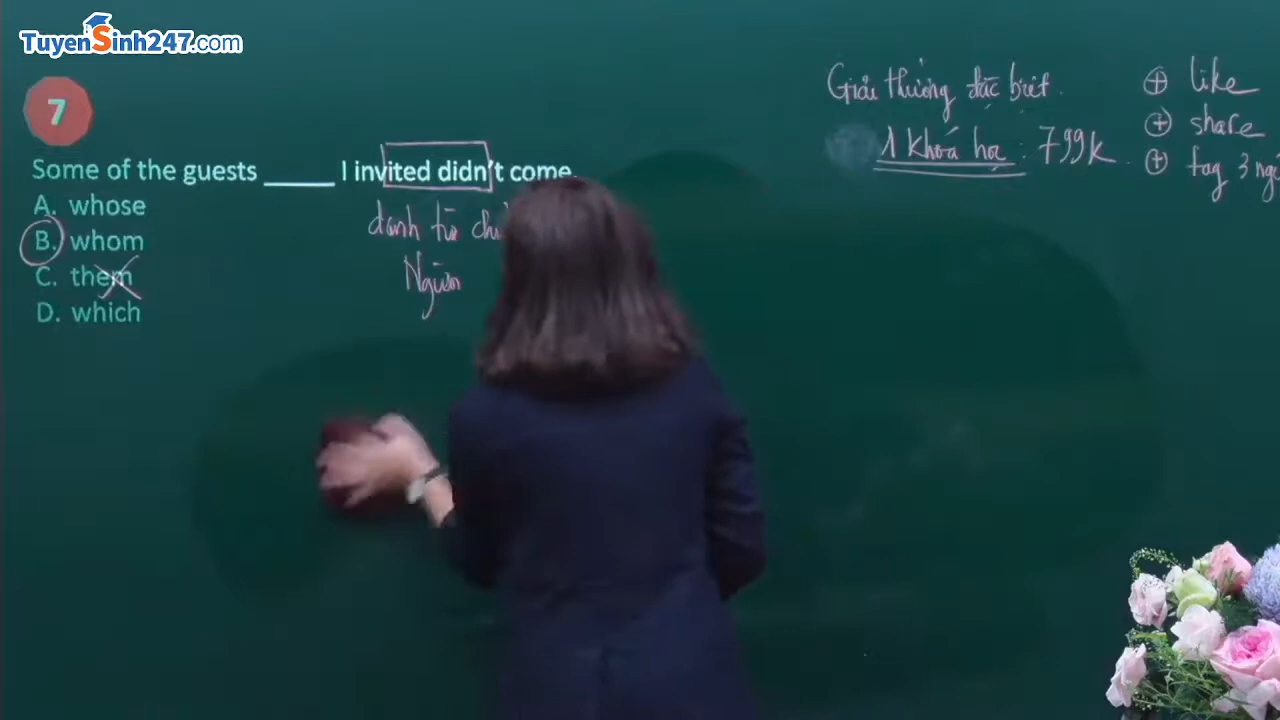 TuyenSinh247.com
7
Some of the guests ______ I invited didn't come.
A. whose
B. whom
C. them
D. which
danh từ
Người
Giải thưởng đặc biệt.
1 khoá học: 799k.
+ like
+ share
+ tag 3